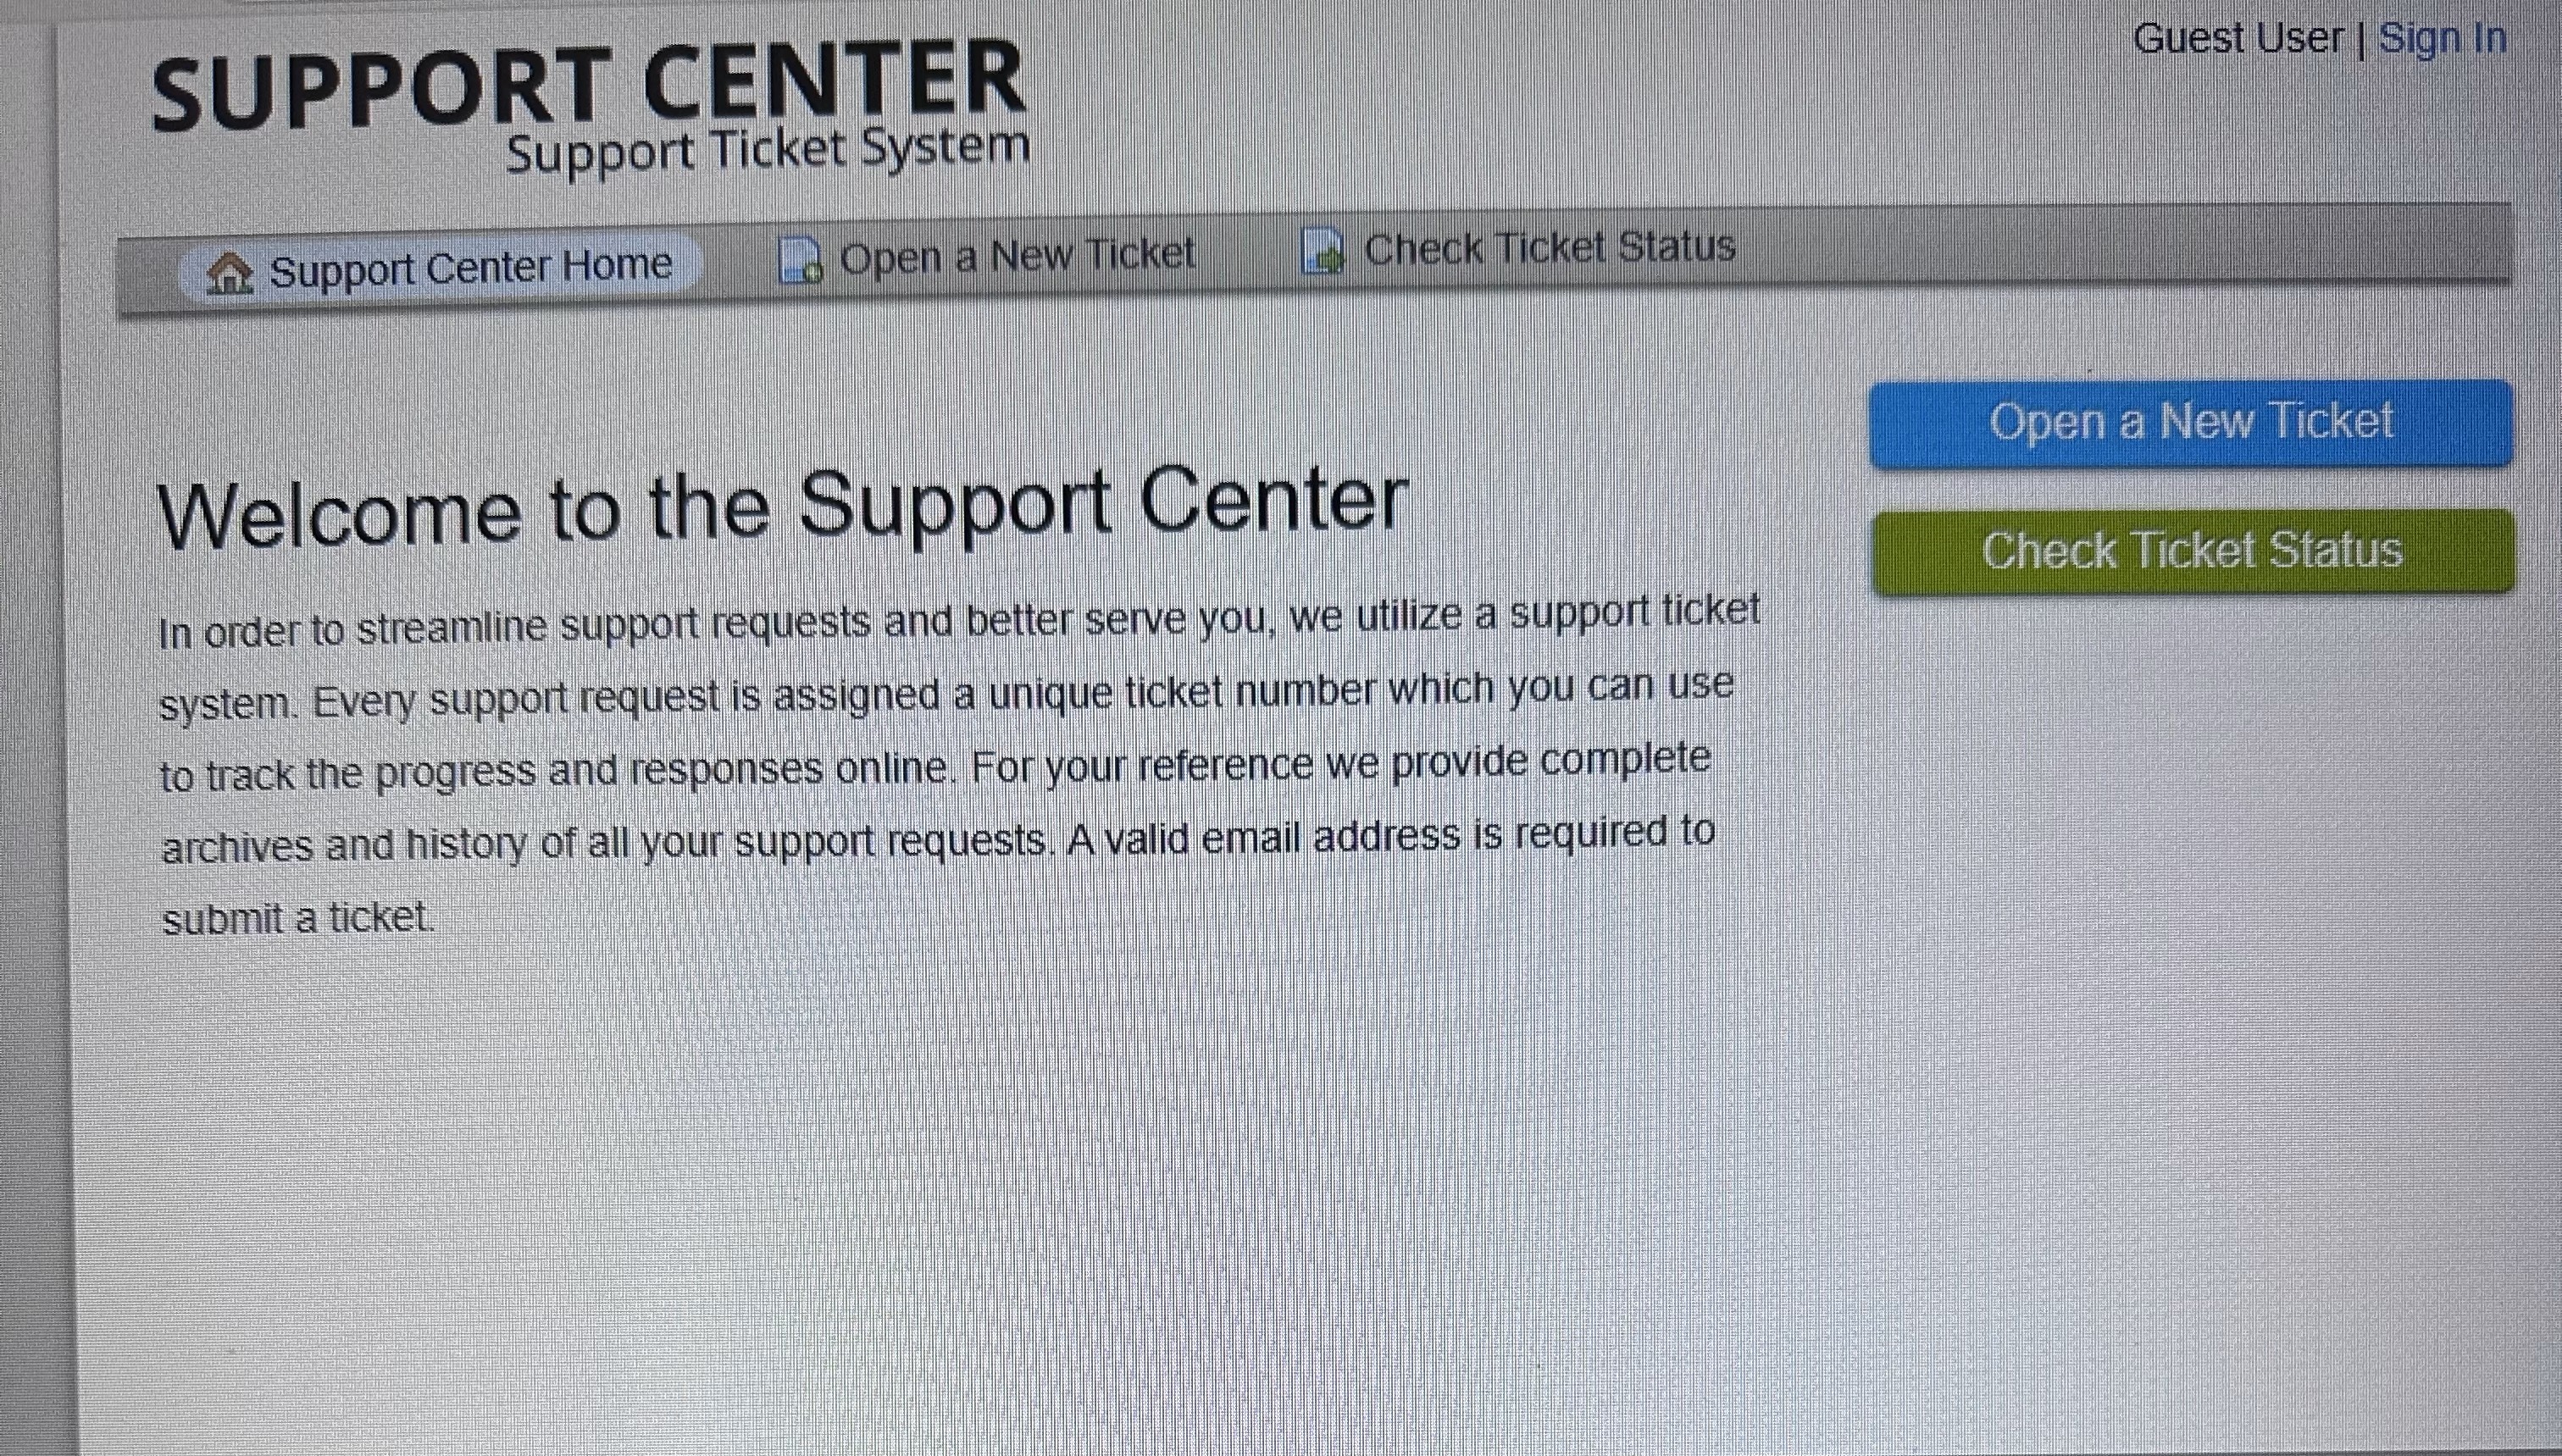 Guest User | Sign In
SUPPORT CENTER
Support Ticket System
Support Center Home
Open a New Ticket
Check Ticket Status
Open a New Ticket
Check Ticket Status
Welcome to the Support Center
In order to streamline support requests and better serve you, we utilize a support ticket
system. Every support request is assigned a unique ticket number which you can use
to track the progress and responses online. For your reference we provide complete
archives and history of all your support requests. A valid email address is required to
submit a ticket.